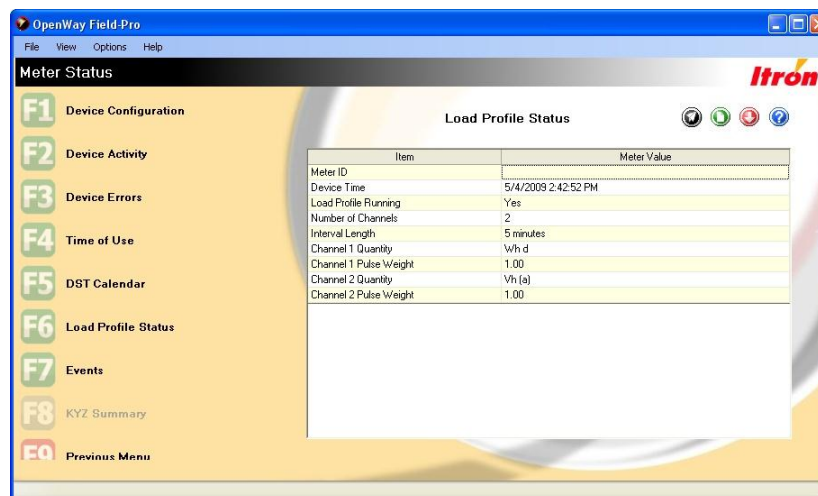 OpenWay Field-Pro
File View Options Help
Meter Status
Itron
F1 Device Configuration
F2 Device Activity
F3 Device Errors
F4 Time of Use
F5 DST Calendar
F6 Load Profile Status
F7 Events
F8 KYZ Summary
F9 Previous Menu
Load Profile Status
Item Meter Value
Meter ID
Device Time 5/4/2009 2:42:52 PM
Load Profile Running Yes
Number of Channels 2
Interval Length 5 minutes
Channel 1 Quantity Wh d
Channel 1 Pulse Weight 1.00
Channel 2 Quantity Vh (a)
Channel 2 Pulse Weight 1.00